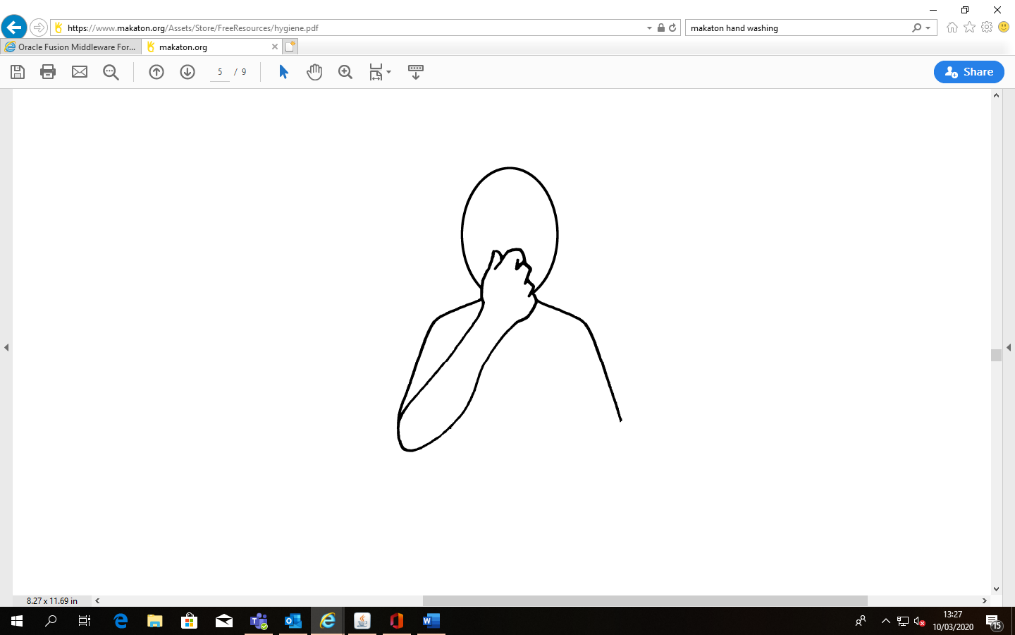 https://www.makaton.org/Assets/Store/FreeResources/hygiene.pdf
makaton hand washing
Oracle Fusion Middleware For...
makaton.org
5 / 9
Share
8.27 x 11.69 in
13:27
10/03/2020
15